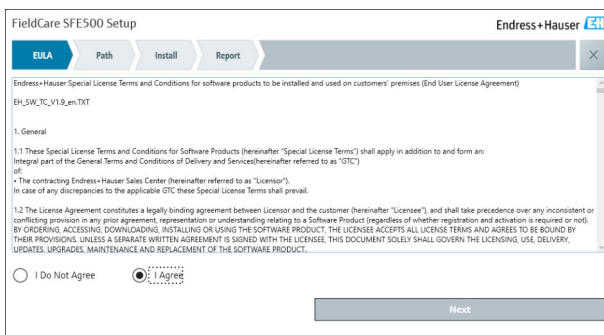 FieldCare SFE500 Setup
Endress+Hauser EH
EULA Path Install Report
Endress+Hauser Special License Terms and Conditions for software products to be installed and used on customers' premises (End User License Agreement)
EH_SW_TC_V1.9_en.TXT
1. General
1.1 These Special License Terms and Conditions for Software Products (hereinafter "Special License Terms") shall apply in addition to and form an:
Integral part of the General Terms and Conditions of Delivery and Services(hereinafter referred to as "GTC")
of:
• The contracting Endress+Hauser Sales Center (hereinafter referred to as "Licensor").
In case of any discrepancies to the applicable GTC these Special License Terms shall prevail.
1.2 The License Agreement constitutes a legally binding agreement between Licensor and the customer (hereinafter "Licensee"), and shall take precedence over any inconsistent or
conflicting provision in any prior agreement, representation or understanding relating to a Software Product (regardless of whether registration and activation is required or not).
BY ORDERING, ACCESSING, DOWNLOADING, INSTALLING OR USING THE SOFTWARE PRODUCT, THE LICENSEE ACCEPTS ALL LICENSE TERMS AND AGREES TO BE BOUND BY
THEIR PROVISIONS. UNLESS A SEPARATE WRITTEN AGREEMENT IS SIGNED WITH THE LICENSEE, THIS DOCUMENT SOLELY SHALL GOVERN THE LICENSING, USE, DELIVERY,
UPDATES, UPGRADES, MAINTENANCE AND REPLACEMENT OF THE SOFTWARE PRODUCT.
I Do Not Agree I Agree
Next